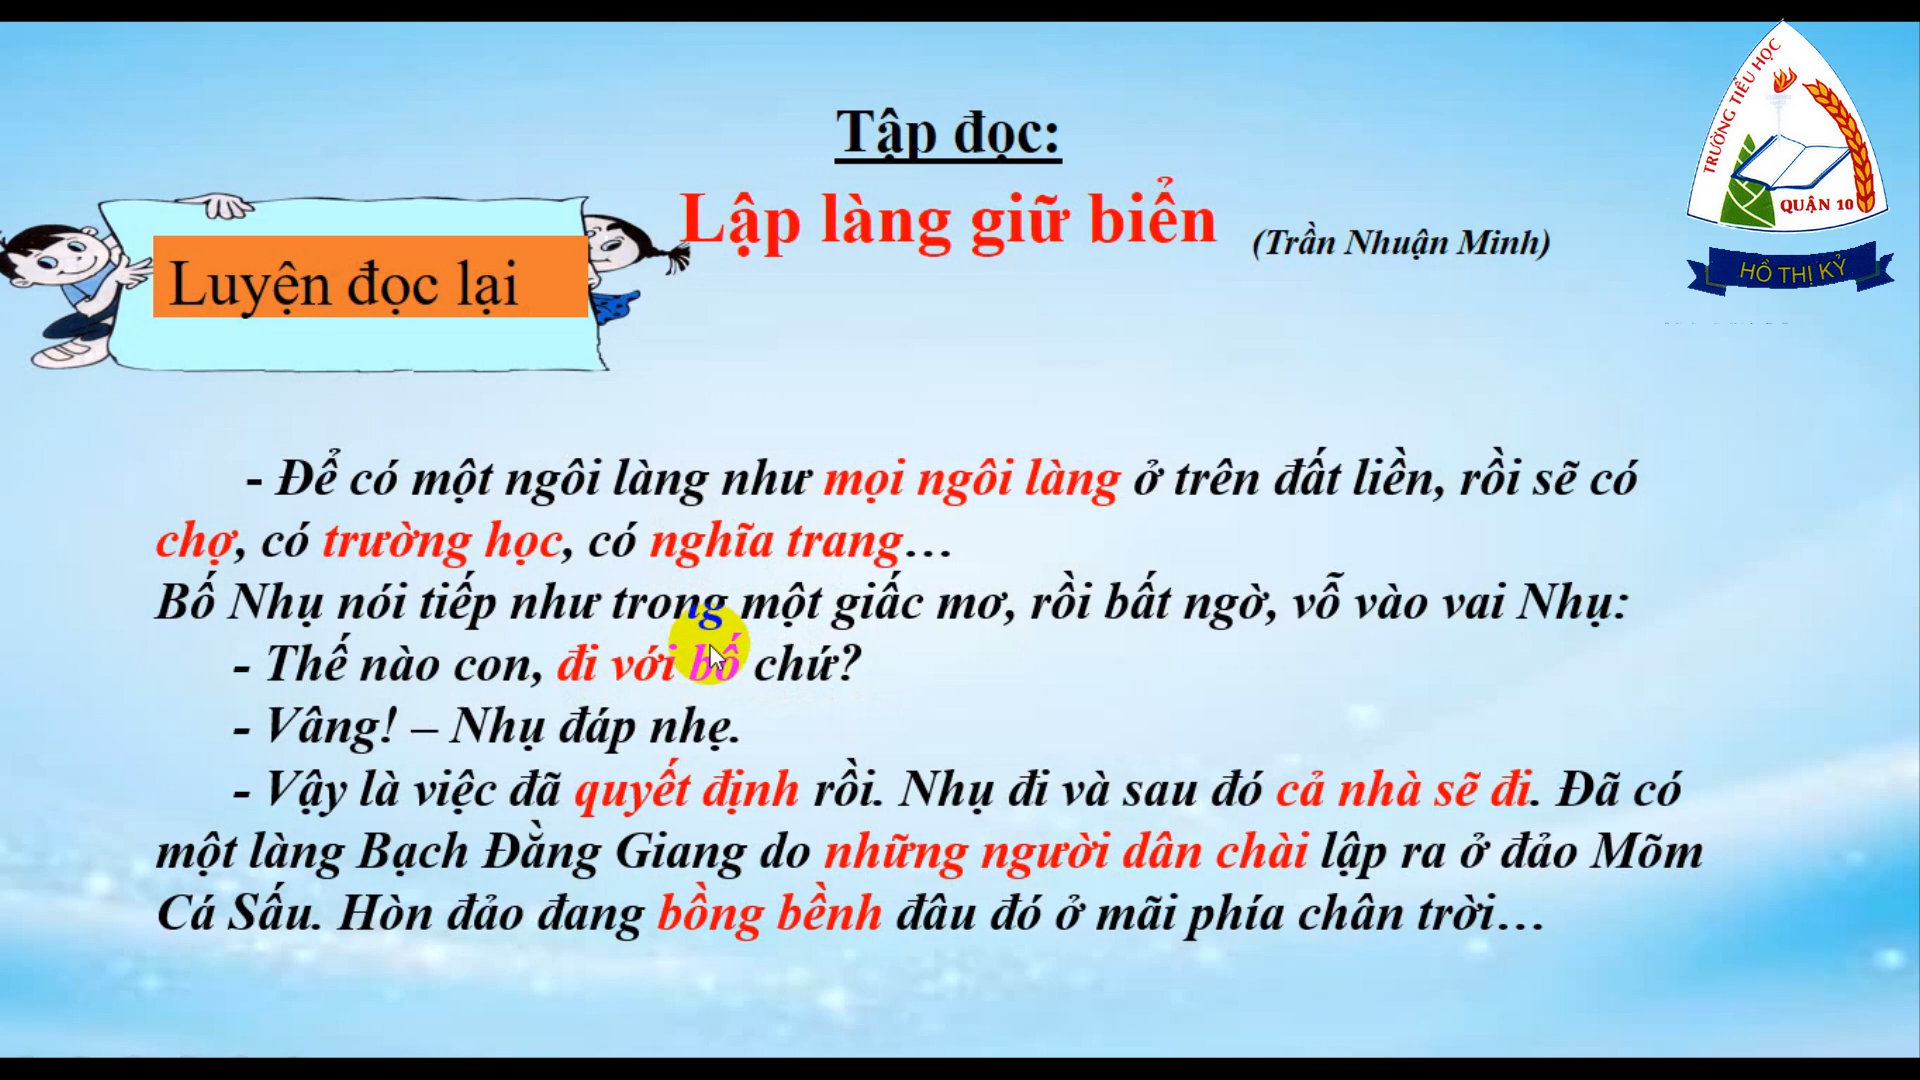 Tập đọc:
Lập làng giữ biển
(Trần Nhuận Minh)
TRƯỜNG TIỂU HỌC
QUẬN 10
HỒ THỊ KỶ
Luyện đọc lại
- Để có một ngôi làng như mọi ngôi làng ở trên đất liền, rồi sẽ có
chợ, có trường học, có nghĩa trang…
Bố Nhụ nói tiếp như trong một giấc mơ, rồi bất ngờ, vỗ vào vai Nhụ:
- Thế nào con, đi với bố chứ?
- Vâng! – Nhụ đáp nhẹ.
- Vậy là việc đã quyết định rồi. Nhụ đi và sau đó cả nhà sẽ đi. Đã có
một làng Bạch Đằng Giang do những người dân chài lập ra ở đảo Mõm
Cá Sấu. Hòn đảo đang bồng bềnh đâu đó ở mãi phía chân trời…